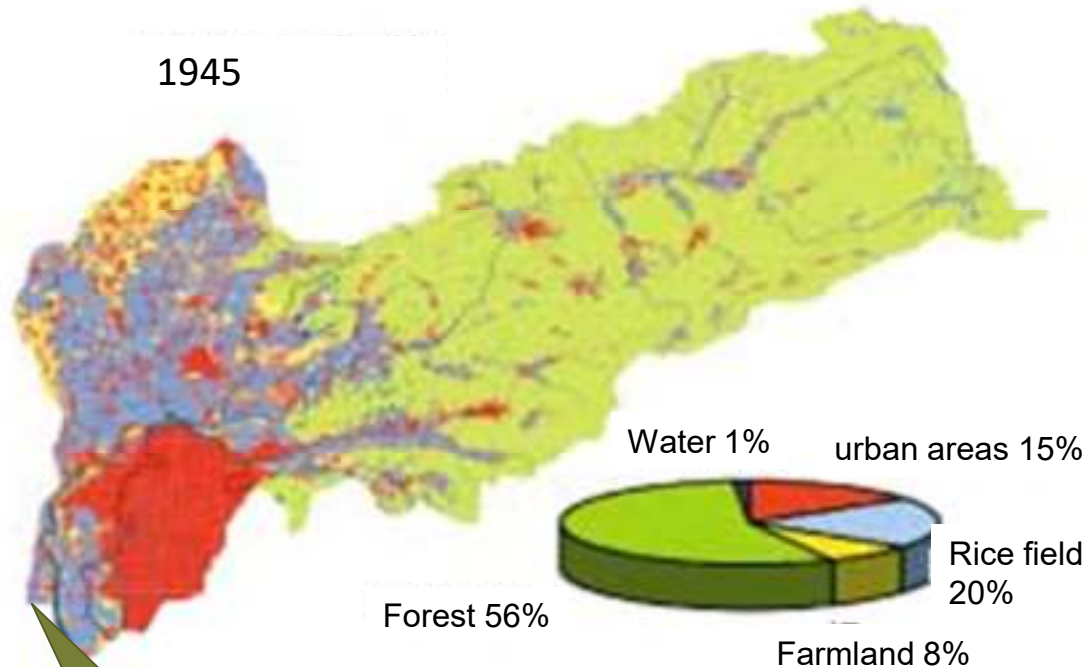 1945
Water 1%
urban areas 15%
Rice field
20%
Forest 56%
Farmland 8%